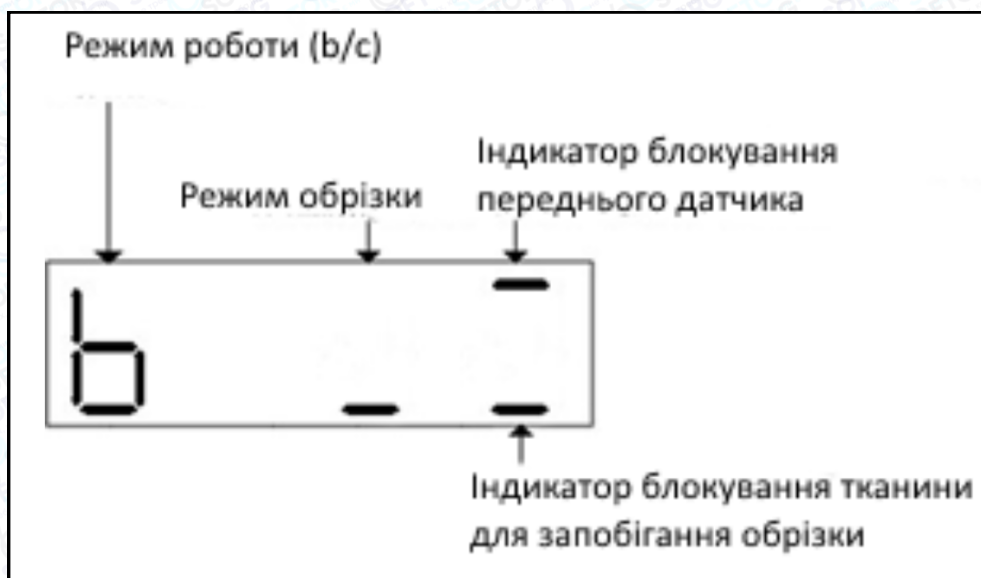 Режим роботи (b/c)
Індикатор блокування
переднього датчика
Режим обрізки
b _
Індикатор блокування тканини
для запобігання обрізки